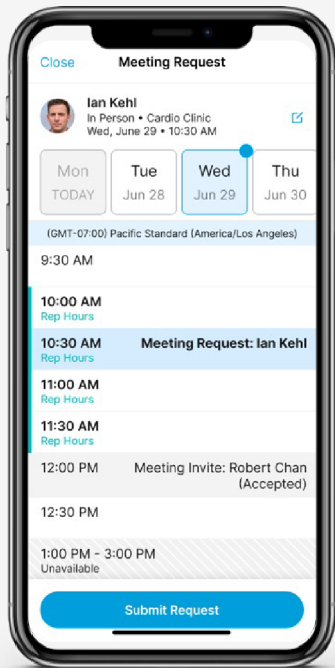 Close
Meeting Request
Ian Kehl
In Person • Cardio Clinic
Wed, June 29 • 10:30 AM
Mon
TODAY
Tue
Jun 28
Wed
Jun 29
Thu
Jun 30
(GMT-07:00) Pacific Standard (America/Los Angeles)
9:30 AM
10:00 AM
Rep Hours
10:30 AM
Meeting Request: Ian Kehl
Rep Hours
11:00 AM
Rep Hours
11:30 AM
Rep Hours
12:00 PM
Meeting Invite: Robert Chan
(Accepted)
12:30 PM
1:00 PM - 3:00 PM
Unavailable
Submit Request